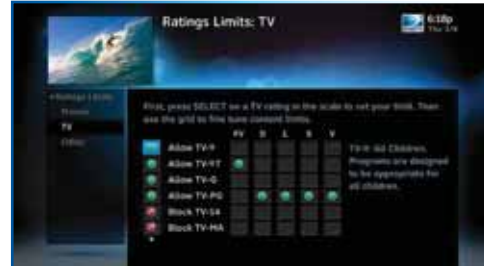 Ratings Limits: TV
6:18p
Ratings Limits
Movies
TV
Other
First, press SELECT on a TV rating in the scale to set your limit. Then
use the grid to fine tune content limits.
FV D L S V
Allow TV-Y
Allow TV-Y7
Allow TV-G
Allow TV-PG
Block TV-14
Block TV-MA
TV-Y: All Children.
Programs are designed
to be appropriate for
all children.